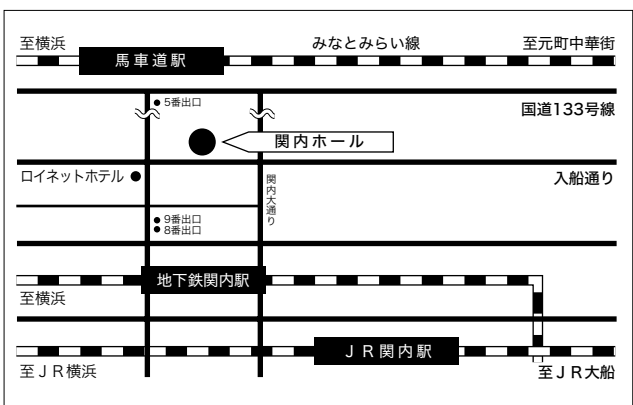 至横浜 みなとみらい線 至元町中華街
馬車道駅
5番出口
国道133号線
関内ホール
ロイネットホテル
関内大通り
入船通り
9番出口
8番出口
地下鉄関内駅
至横浜
JR関内駅
至JR横浜
至JR大船